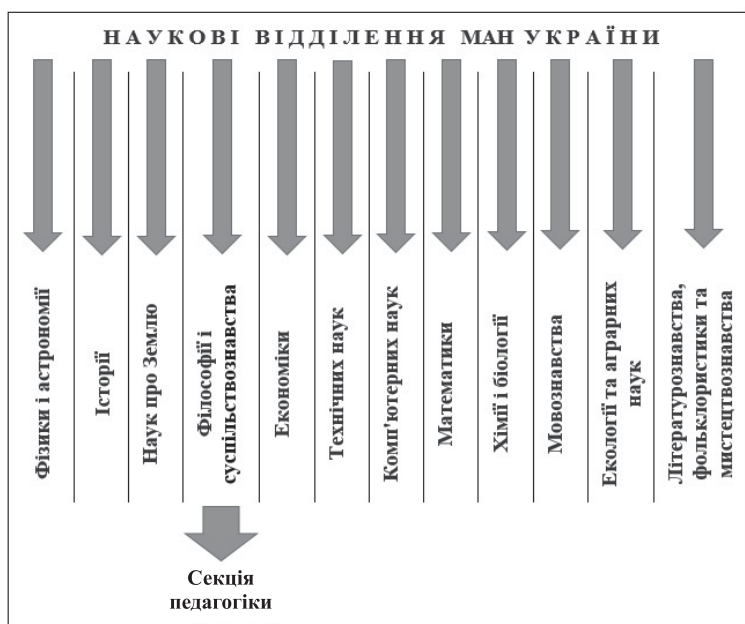 НАУКОВІ ВІДДІЛЕННЯ МАН УКРАЇНИ
Фізики і астрономії
Історії
Наук про Землю
Філософії і
суспільствознавства
Економіки
Технічних наук
Комп'ютерних наук
Математики
Хімії і біології
Мовознавства
Екології та аграрних
наук
Літературознавства,
фольклористики та
мистецтвознавства
Секція
педагогіки